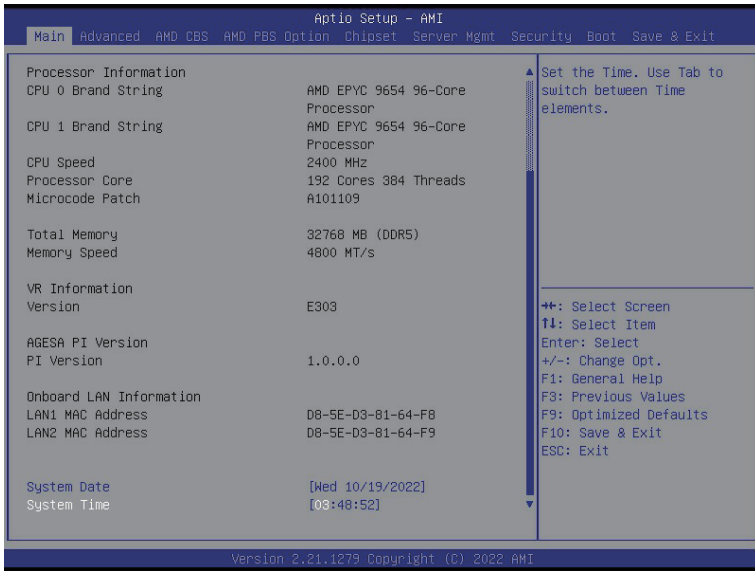 Aptio Setup – AMI
Main Advanced AMD CBS AMD PBS Option Chipset Server Mgmt Security Boot Save & Exit
Processor Information
CPU 0 Brand String AMD EPYC 9654 96-Core
Processor
CPU 1 Brand String AMD EPYC 9654 96-Core
Processor
CPU Speed 2400 MHz
Processor Core 192 Cores 384 Threads
Microcode Patch A101109
Total Memory 32768 MB (DDR5)
Memory Speed 4800 MT/s
VR Information
Version E303
AGESA PI Version
PI Version 1.0.0.0
Onboard LAN Information
LAN1 MAC Address D8-5E-D3-81-64-F8
LAN2 MAC Address D8-5E-D3-81-64-F9
System Date [Wed 10/19/2022]
System Time [03:48:52]
Set the Time. Use Tab to
switch between Time
elements.
→←: Select Screen
↑↓: Select Item
Enter: Select
+/-: Change Opt.
F1: General Help
F3: Previous Values
F9: Optimized Defaults
F10: Save & Exit
ESC: Exit
Version 2.21.1279 Copyright (C) 2022 AMI